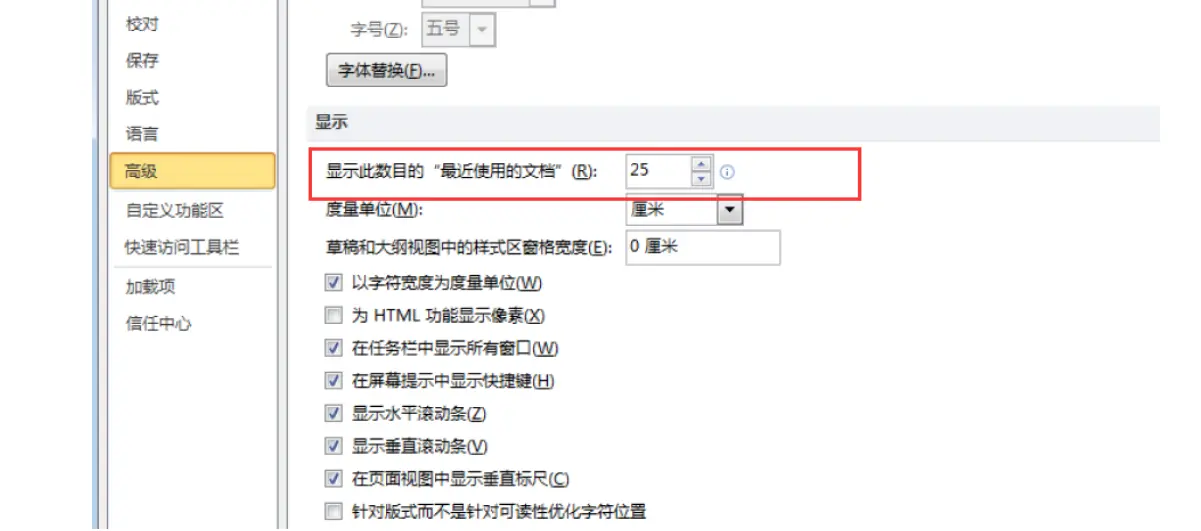 校对
保存
版式
语言
高级
自定义功能区
快速访问工具栏
加载项
信任中心
字号(Z): 五号
字体替换(F)...
显示
显示此数目的“最近使用的文档”(R): 25
度量单位(M): 厘米
草稿和大纲视图中的样式区窗格宽度(E): 0 厘米
以字符宽度为度量单位(W)
为 HTML 功能显示像素(X)
在任务栏中显示所有窗口(W)
在屏幕提示中显示快捷键(H)
显示水平滚动条(Z)
显示垂直滚动条(V)
在页面视图中显示垂直标尺(C)
针对版式而不是针对可读性优化字符位置